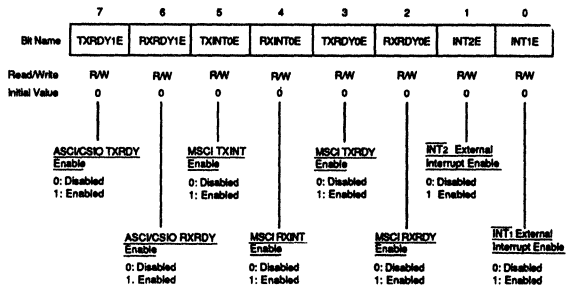 7 6 5 4 3 2 1 0
Bit Name TXRDY1E RXRDY1E TXINT0E RXINT0E TXRDY0E RXRDY0E INT2E INT1E
Read/Write R/W R/W R/W R/W R/W R/W R/W R/W
Initial Value 0 0 0 0 0 0 0 0
ASCI/CSIO TXRDY
Enable
0: Disabled
1: Enabled
MSCI TXINT
Enable
0: Disabled
1: Enabled
MSCI TXRDY
Enable
0: Disabled
1: Enabled
INT2 External
Interrupt Enable
0: Disabled
1 Enabled
ASCI/CSIO RXRDY
Enable
0: Disabled
1. Enabled
MSCI RXINT
Enable
0: Disabled
1: Enabled
MSCI RXRDY
Enable
0: Disabled
1: Enabled
INT1 External
Interrupt Enable
0: Disabled
1: Enabled